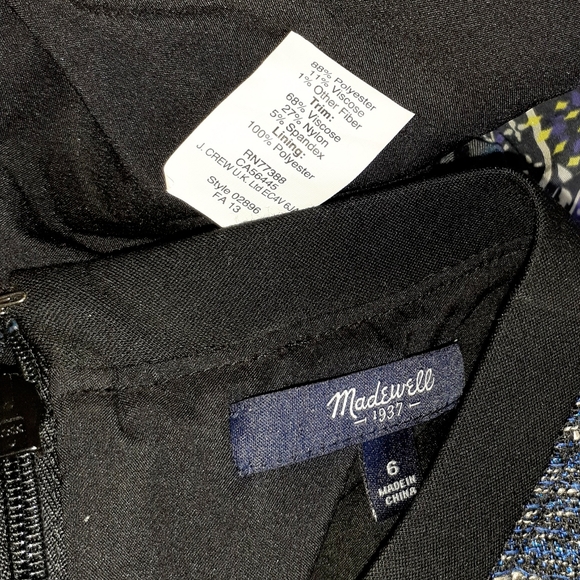 88% Polyester
11% Viscose
1% Other Fiber
Trim:
68% Viscose
27% Nylon
5% Spandex
Lining:
100% Polyester
RN77388
CA56445
J. CREW U.K. Ltd EC4V
Style 02896
FA 13
Madewell
— 1937 —
6
MADE IN
CHINA